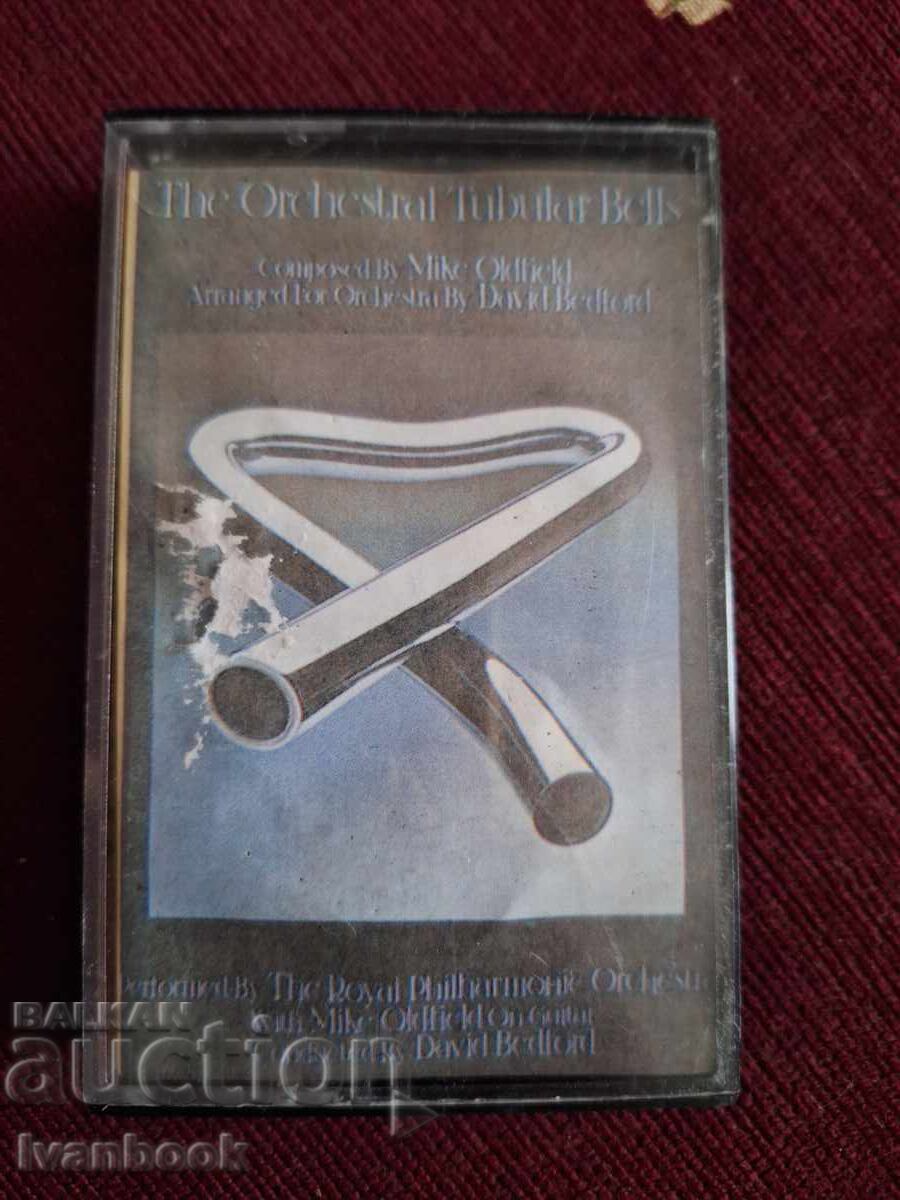 The Orchestral Tubular Bells
Composed By Mike Oldfield
Arranged For Orchestra By David Bedford
Performed By The Royal Philharmonic Orchestra
With Mike Oldfield On Guitar
Conducted By David Bedford
BALKAN
auction
Ivanbook